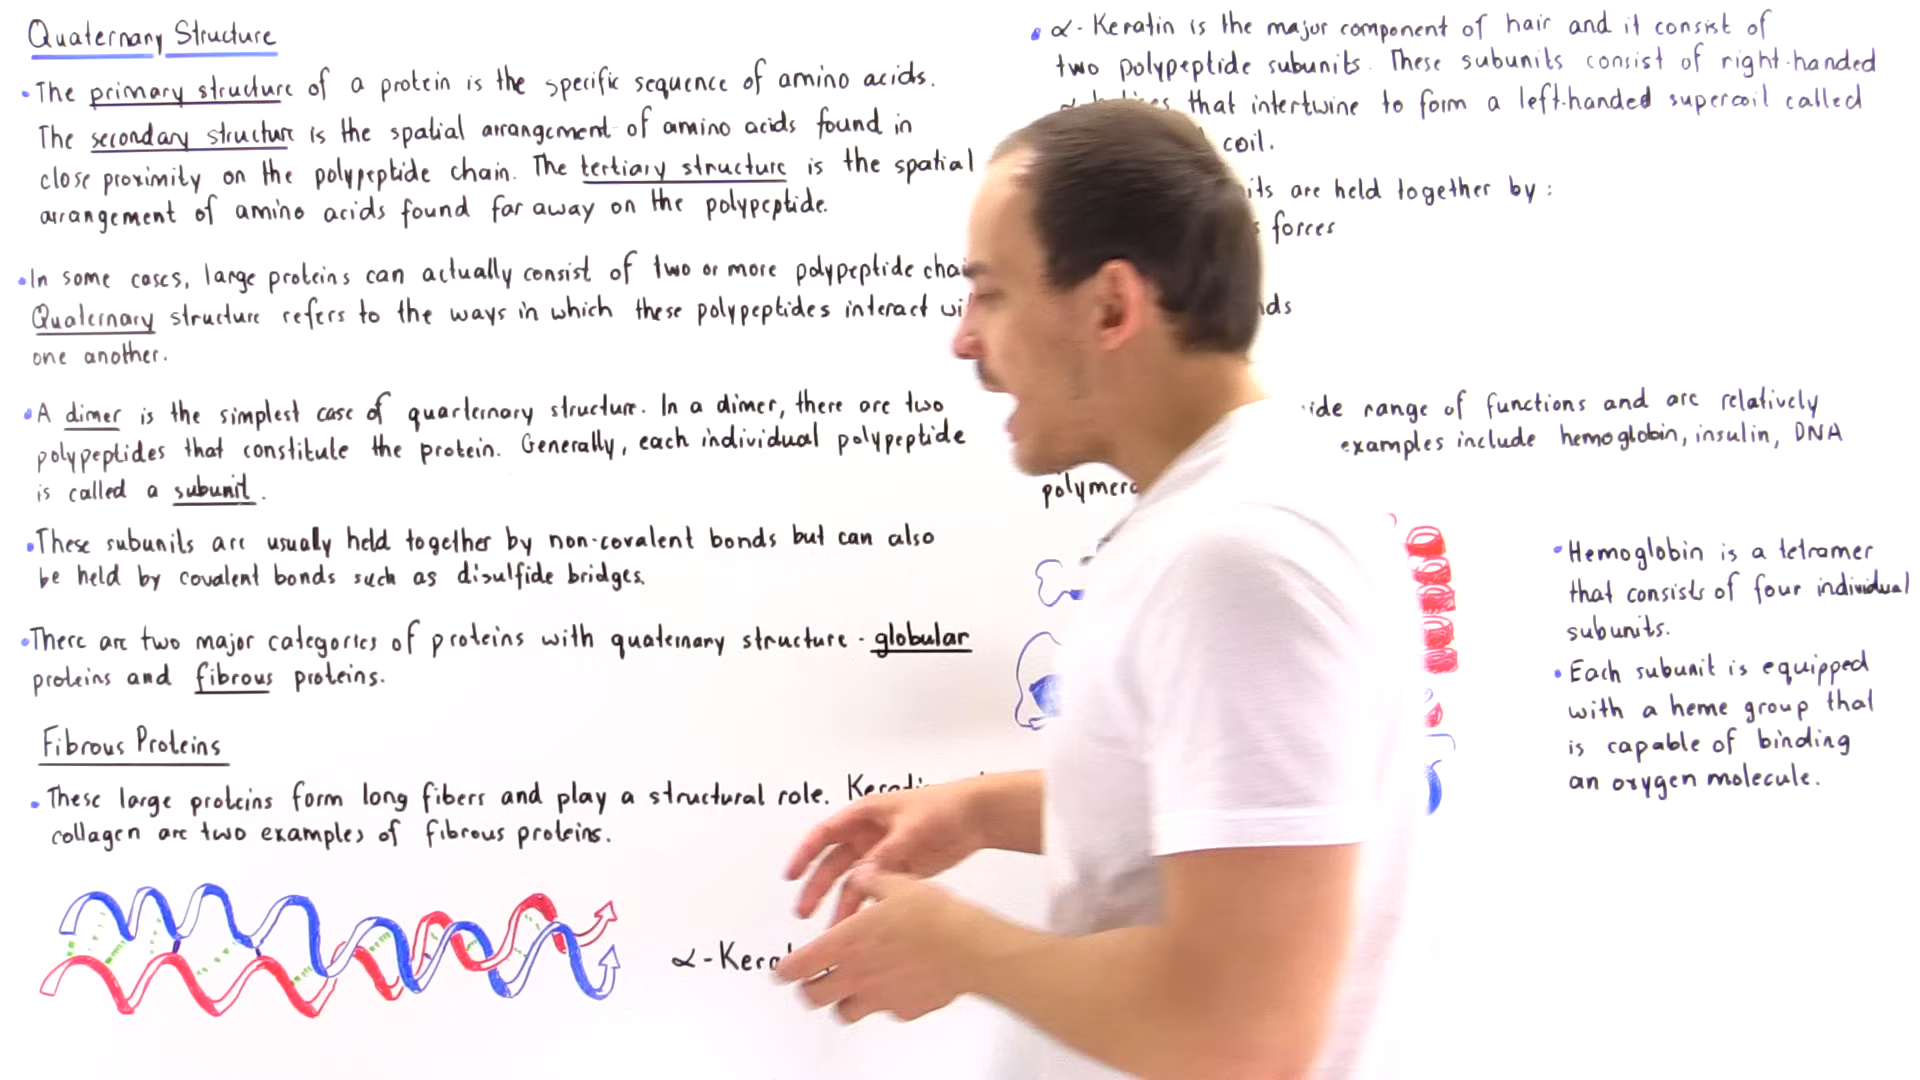 Quaternary Structure
• The primary structure of a protein is the specific sequence of amino acids.
The secondary structure is the spatial arrangement of amino acids found in
close proximity on the polypeptide chain. The tertiary structure is the spatial
arrangement of amino acids found far away on the polypeptide.
• In some cases, large proteins can actually consist of two or more polypeptide
Quaternary structure refers to the ways in which these polypeptides interact
one another.
• A dimer is the simplest case of quarternary structure. In a dimer, there are two
polypeptides that constitute the protein. Generally, each individual polypeptide
is called a subunit.
• These subunits are usually held together by non-covalent bonds but can also
be held by covalent bonds such as disulfide bridges.
• There are two major categories of proteins with quaternary structure - globular
proteins and fibrous proteins.
Fibrous Proteins
• These large proteins form long fibers and play a structural role.
collagen are two examples of fibrous proteins.
• α-Keratin is the major component of hair and it consist of
two polypeptide subunits. These subunits consist of right-handed
that intertwine to form a left-handed supercoil called
coil.
are held together by:
forces
range of functions and are relatively
examples include hemoglobin, insulin, DNA
• Hemoglobin is a tetramer
that consists of four individual
subunits.
• Each subunit is equipped
with a heme group that
is capable of binding
an oxygen molecule.